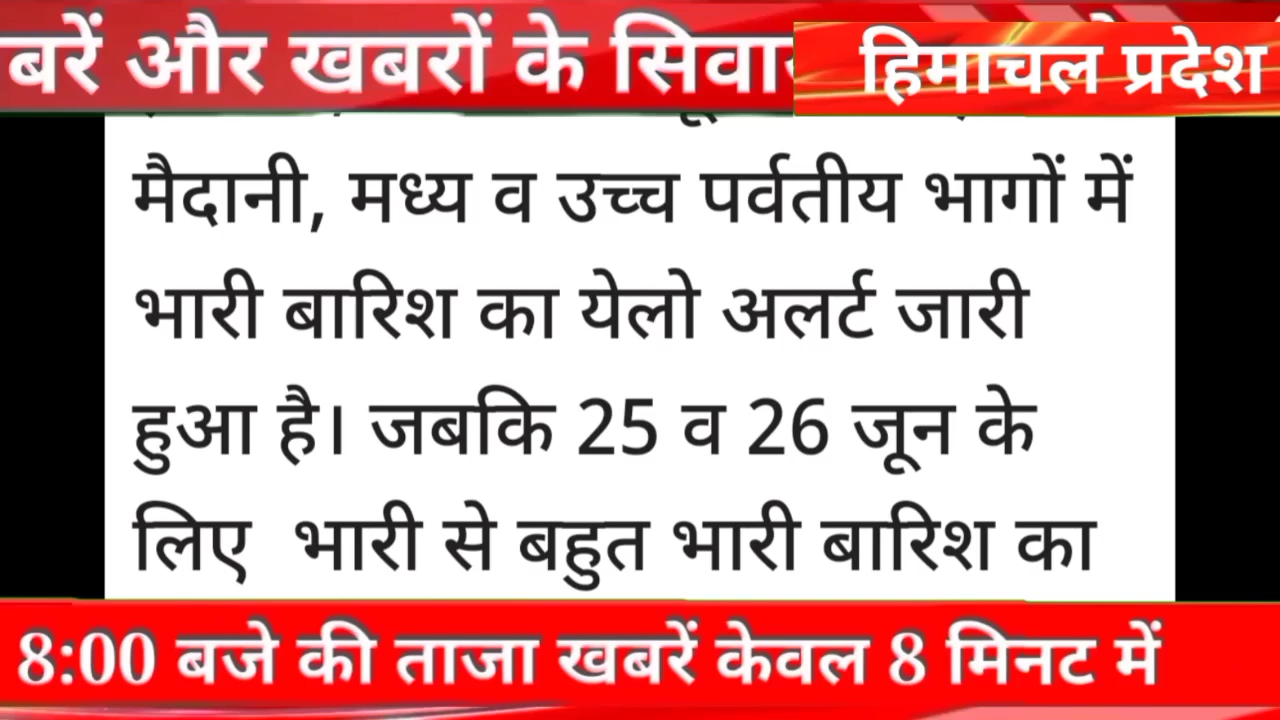 और खबरों के
हिमाचल प्रदेश
मैदानी, मध्य व उच्च पर्वतीय भागों में
भारी बारिश का येलो अलर्ट जारी
हुआ है। जबकि 25 व 26 जून के
लिए भारी से बहुत भारी बारिश का
8:00 बजे की ताजा खबरें केवल 8 मिनट में